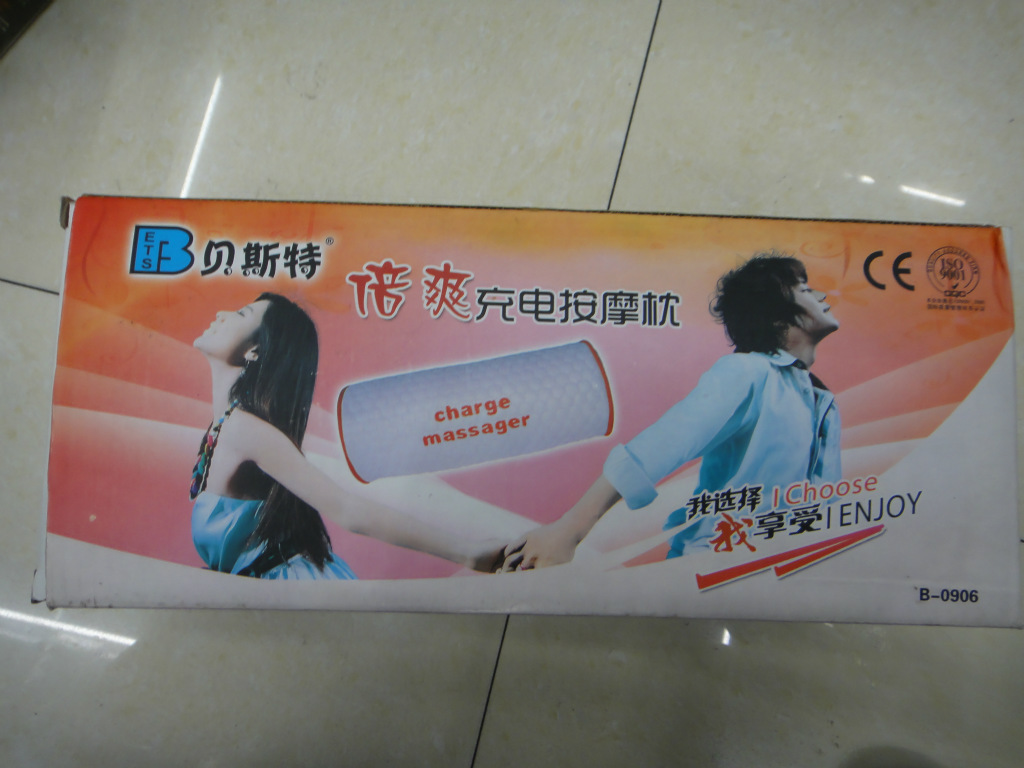 BETSF 贝斯特®
倍爽充电按摩枕
CE
ISO
9001
charge
massager
我选择 I Choose
我享受 I ENJOY
B-0906